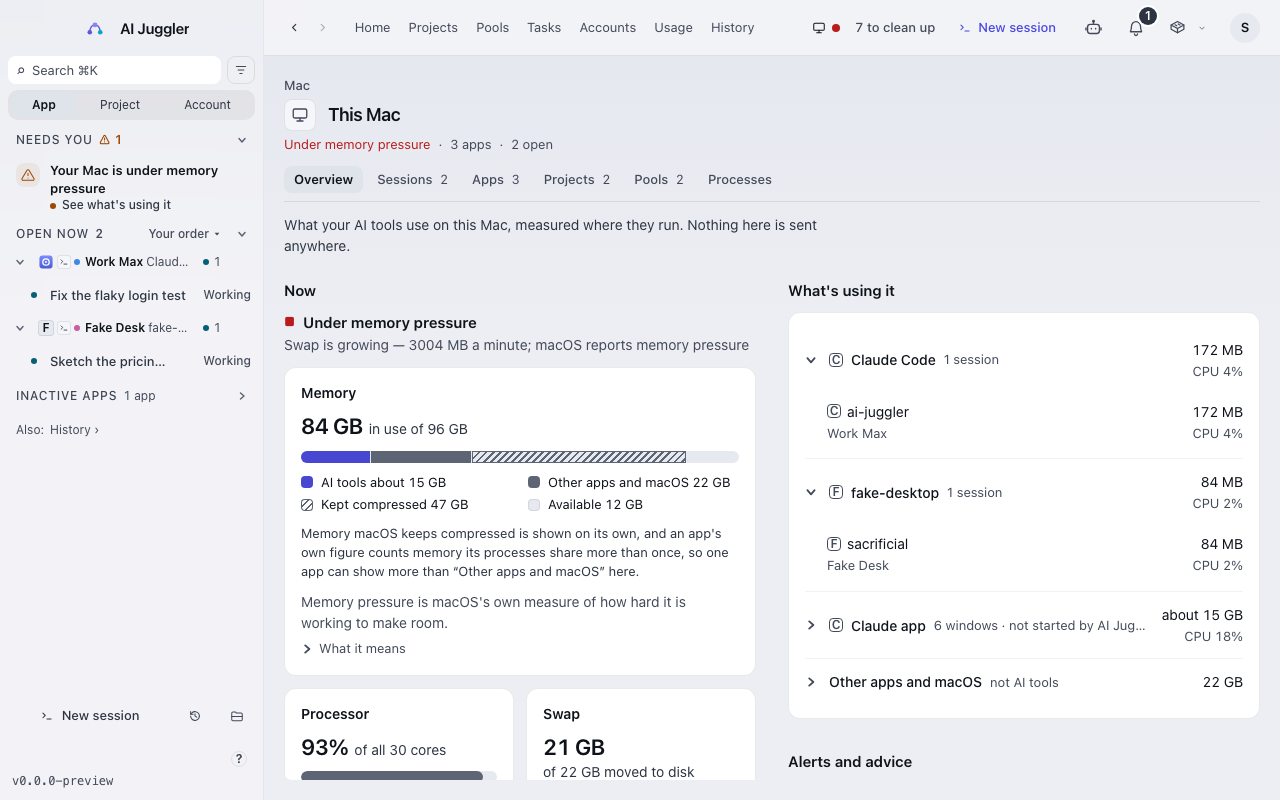 AI Juggler
Search ⌘K
App Project Account
NEEDS YOU 1
Your Mac is under memory
pressure
See what's using it
OPEN NOW 2 Your order
Work Max Claud... 1
Fix the flaky login test Working
F Fake Desk fake-... 1
Sketch the pricin... Working
INACTIVE APPS 1 app
Also: History ›
New session
?
v0.0.0-preview
Home Projects Pools Tasks Accounts Usage History
7 to clean up
New session
1
S
Mac
This Mac
Under memory pressure · 3 apps · 2 open
Overview Sessions 2 Apps 3 Projects 2 Pools 2 Processes
What your AI tools use on this Mac, measured where they run. Nothing here is sent
anywhere.
Now
Under memory pressure
Swap is growing — 3004 MB a minute; macOS reports memory pressure
Memory
84 GB in use of 96 GB
AI tools about 15 GB
Other apps and macOS 22 GB
Kept compressed 47 GB
Available 12 GB
Memory macOS keeps compressed is shown on its own, and an app's
own figure counts memory its processes share more than once, so one
app can show more than “Other apps and macOS” here.
Memory pressure is macOS's own measure of how hard it is
working to make room.
What it means
Processor
93% of all 30 cores
Swap
21 GB
of 22 GB moved to disk
What's using it
C Claude Code 1 session 172 MB
CPU 4%
C ai-juggler 172 MB
Work Max CPU 4%
F fake-desktop 1 session 84 MB
CPU 2%
F sacrificial 84 MB
Fake Desk CPU 2%
C Claude app 6 windows · not started by AI Jug... about 15 GB
CPU 18%
Other apps and macOS not AI tools 22 GB
Alerts and advice